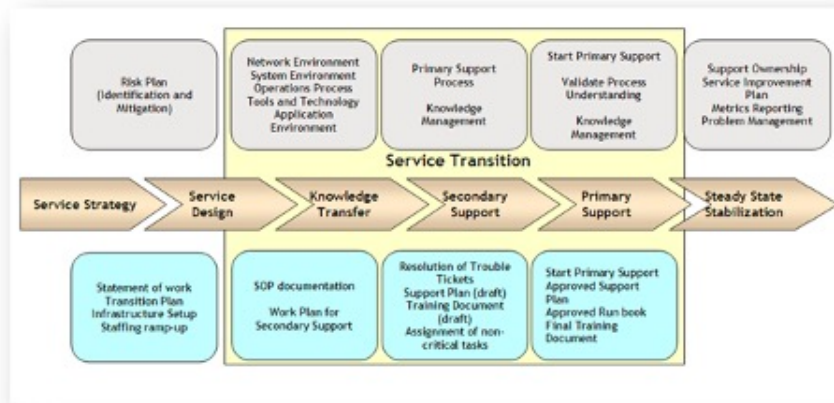 Risk Plan
(Identification and
Mitigation)
Network Environment
System Environment
Operations Process
Tools and Technology
Application
Environment
Primary Support
Process
Knowledge
Management
Start Primary Support
Validate Process
Understanding
Knowledge
Management
Support Ownership
Service Improvement
Plan
Metrics Reporting
Problem Management
Service Transition
Service Strategy
Service
Design
Knowledge
Transfer
Secondary
Support
Primary
Support
Steady State
Stabilization
Statement of work
Transition Plan
Infrastructure Setup
Staffing ramp-up
SOP documentation
Work Plan for
Secondary Support
Resolution of Trouble
Tickets
Support Plan (draft)
Training Document
(draft)
Assignment of non-
critical tasks
Start Primary Support
Approved Support
Plan
Approved Run book
Final Training
Document